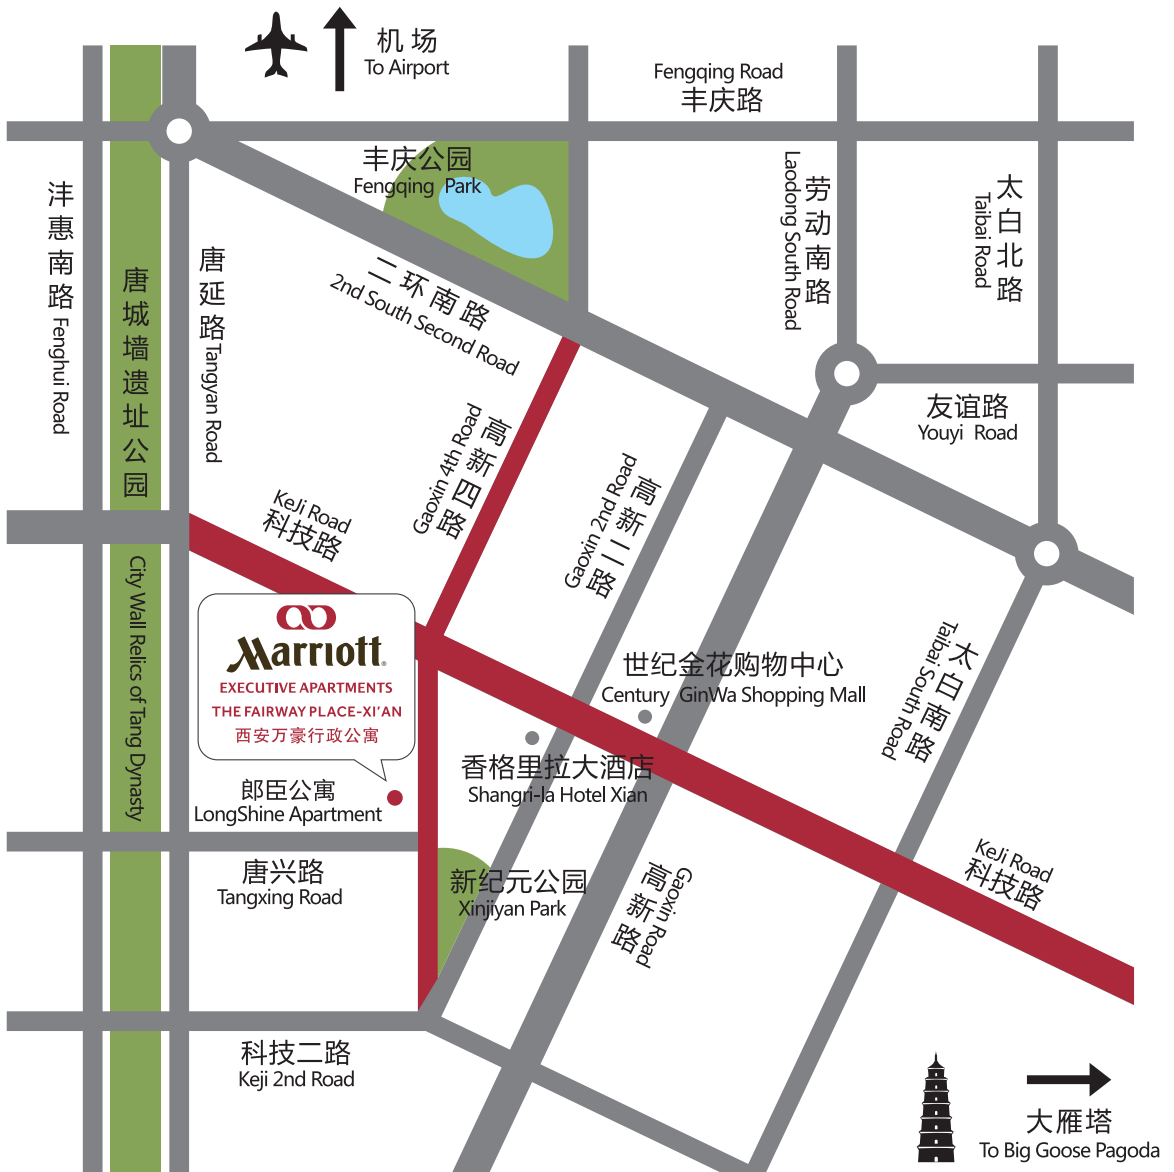 机场
To Airport
Fengqing Road
丰庆路
丰庆公园
Fengqing Park
沣惠南路 Fenghui Road
唐城墙遗址公园
City Wall Relics of Tang Dynasty
唐延路 Tangyan Road
二环南路
2nd South Second Road
劳动南路
Laodong South Road
太白北路
Taibai Road
友谊路
Youyi Road
KeJi Road
科技路
Gaoxin 4th Road
高新四路
Gaoxin 2nd Road
高新二路
Marriott®
EXECUTIVE APARTMENTS
THE FAIRWAY PLACE-XI'AN
西安万豪行政公寓
世纪金花购物中心
Century GinWa Shopping Mall
太白南路
Taibai South Road
香格里拉大酒店
Shangri-la Hotel Xian
郎臣公寓
LongShine Apartment
唐兴路
Tangxing Road
新纪元公园
Xinjiyan Park
Gaoxin Road
高新路
KeJi Road
科技路
科技二路
Keji 2nd Road
大雁塔
To Big Goose Pagoda